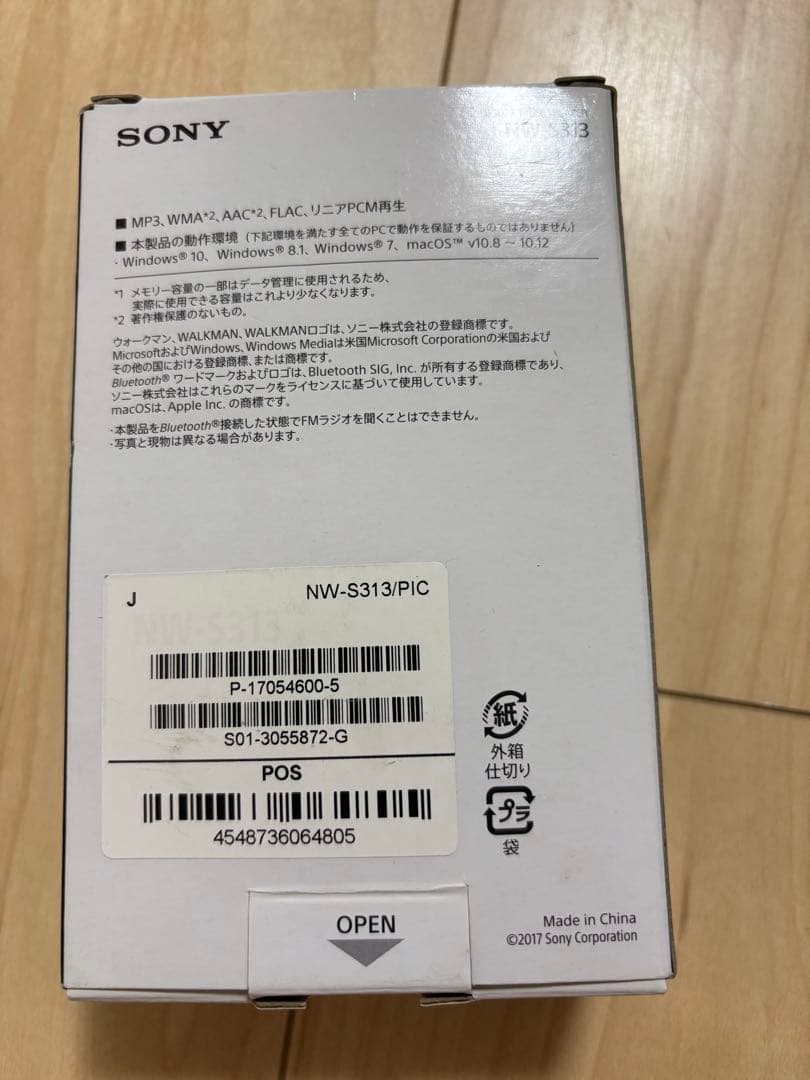 SONY
NW-S313
■ MP3、WMA*2、AAC*2、FLAC、リニアPCM再生
■ 本製品の動作環境（下記環境を満たす全てのPCで動作を保証するものではありません）
・Windows® 10、Windows® 8.1、Windows® 7、macOS™ v10.8 ～ 10.12
*1 メモリー容量の一部はデータ管理に使用されるため、
実際に使用できる容量はこれより少なくなります。
*2 著作権保護のないもの。
ウォークマン、WALKMAN、WALKMANロゴは、ソニー株式会社の登録商標です。
MicrosoftおよびWindows、Windows Mediaは米国Microsoft Corporationの米国および
その他の国における登録商標、または商標です。
Bluetooth® ワードマークおよびロゴは、Bluetooth SIG, Inc. が所有する登録商標であり、
ソニー株式会社はこれらのマークをライセンスに基づいて使用しています。
macOSは、Apple Inc. の商標です。
・本製品をBluetooth®接続した状態でFMラジオを聞くことはできません。
・写真と現物は異なる場合があります。
J NW-S313/PIC
NW-S313
P-17054600-5
S01-3055872-G
POS
4548736064805
紙
外箱
仕切り
プラ
袋
OPEN
Made in China
©2017 Sony Corporation